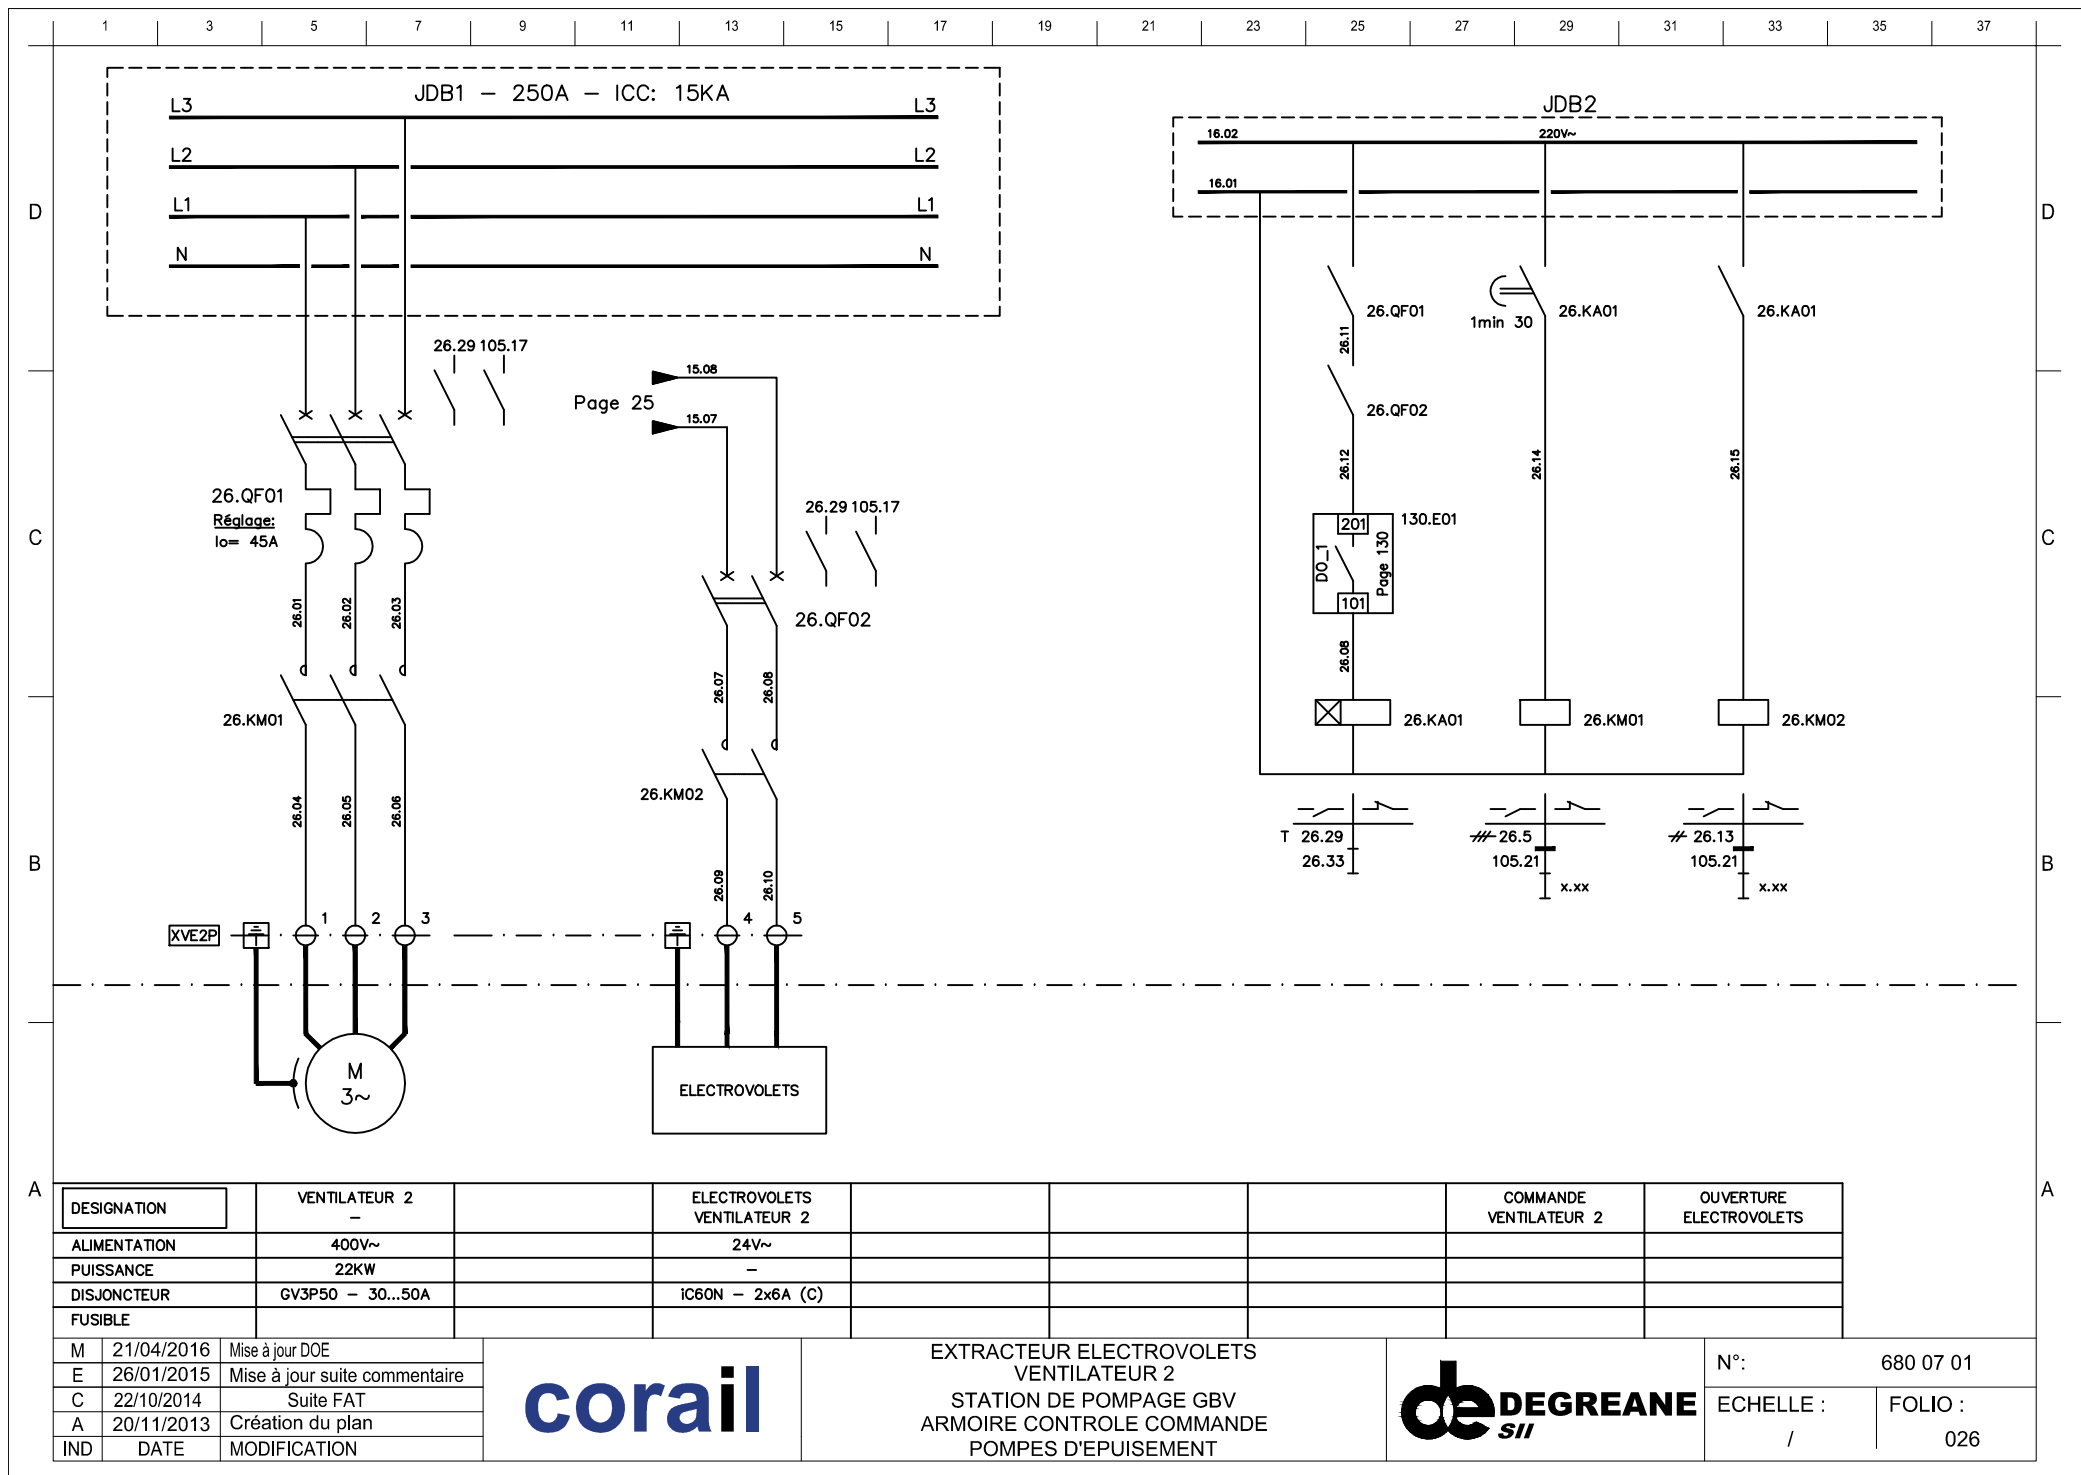 1 3 5 7 9 11 13 15 17 19 21 23 25 27 29 31 33 35 37
JDB1 - 250A - ICC: 15KA
L3 L3
L2 L2
L1 L1
N N
JDB2
16.02 220V~
16.01
D D
26.QF01
1min 30
26.KA01
26.KA01
26.11
26.29 105.17
15.08
Page 25
15.07
26.QF02
26.12
26.14
26.15
26.QF01
Réglage:
Io= 45A
26.29 105.17
C C
201
130.E01
DO_1
Page 130
101
26.01
26.02
26.03
26.QF02
26.07
26.08
26.08
26.KM01
26.KA01
26.KM01
26.KM02
26.KM02
26.04
26.05
26.06
T 26.29
26.33
26.5
105.21
x.xx
26.13
105.21
x.xx
B B
26.09
26.10
XVE2P
1 2 3
4 5
M
3~
ELECTROVOLETS
A A
DESIGNATION
VENTILATEUR 2
-
ELECTROVOLETS
VENTILATEUR 2
COMMANDE
VENTILATEUR 2
OUVERTURE
ELECTROVOLETS
ALIMENTATION 400V~ 24V~
PUISSANCE 22KW -
DISJONCTEUR GV3P50 - 30...50A iC60N - 2x6A (C)
FUSIBLE
M 21/04/2016 Mise à jour DOE
E 26/01/2015 Mise à jour suite commentaire
C 22/10/2014 Suite FAT
A 20/11/2013 Création du plan
IND DATE MODIFICATION
corail
EXTRACTEUR ELECTROVOLETS
VENTILATEUR 2
STATION DE POMPAGE GBV
ARMOIRE CONTROLE COMMANDE
POMPES D'EPUISEMENT
de DEGREANE
SII
N°: 680 07 01
ECHELLE :
/
FOLIO :
026